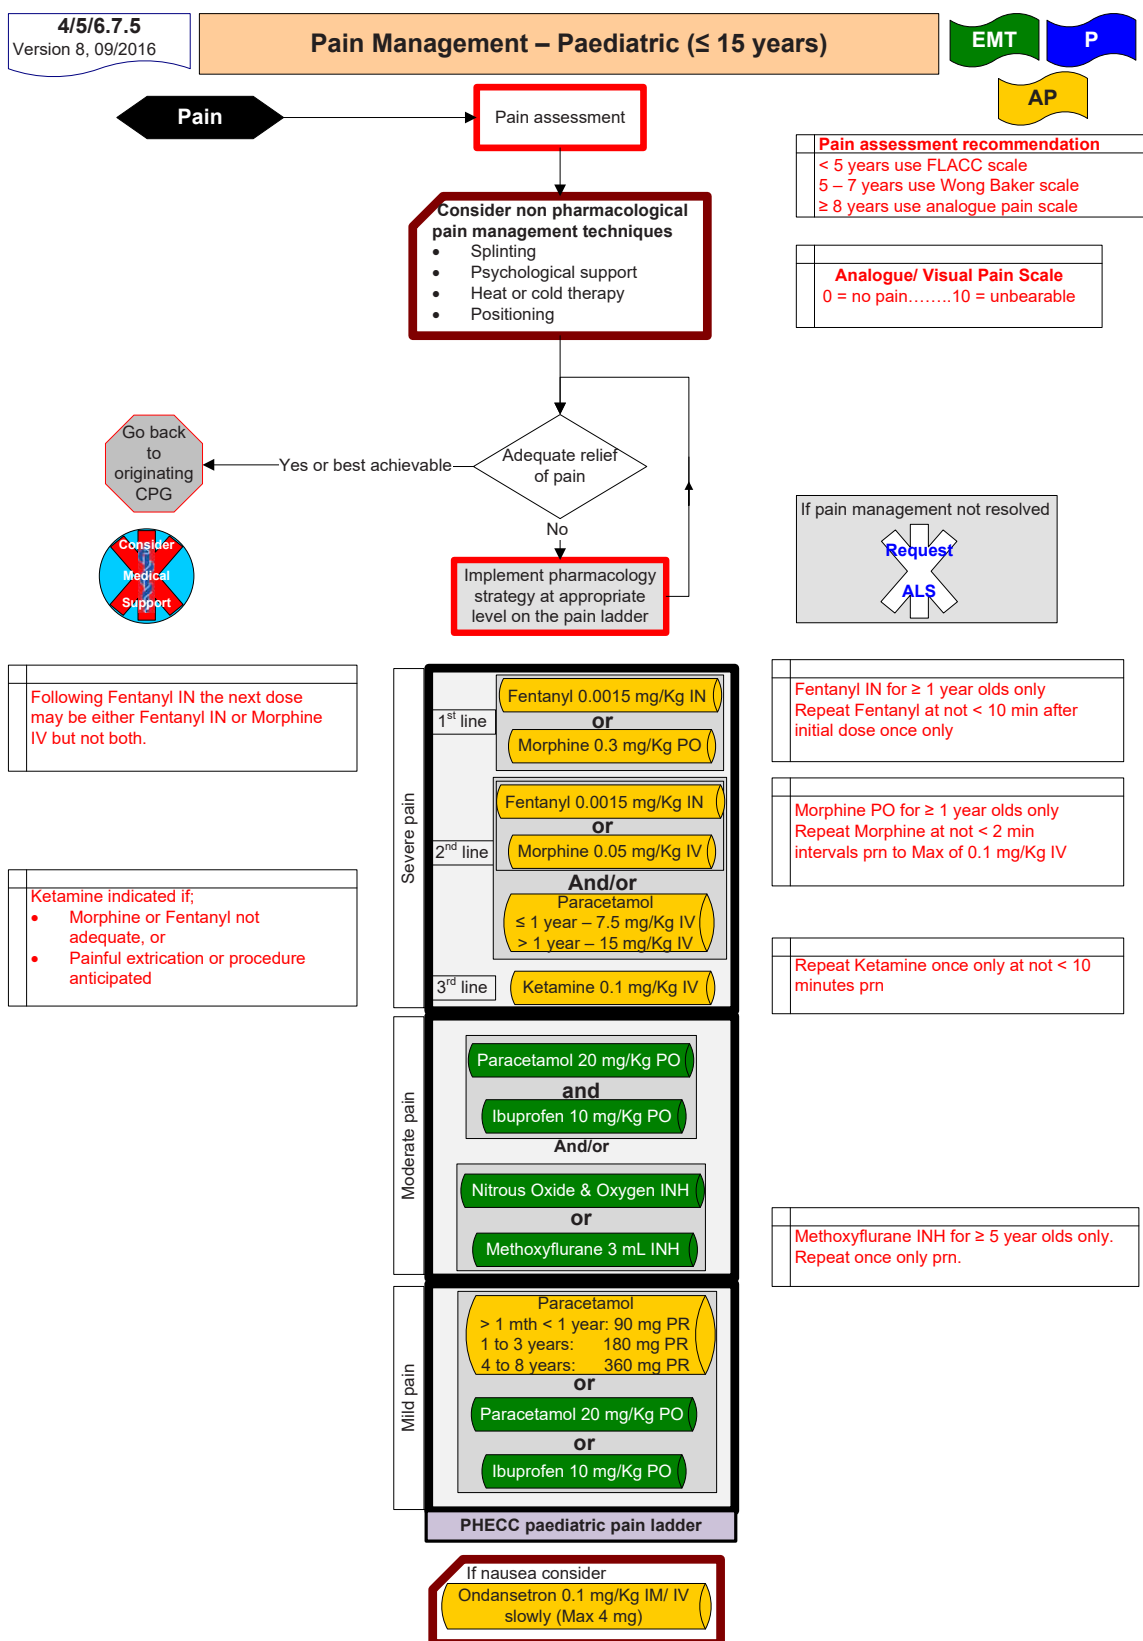 4/5/6.7.5
Version 8, 09/2016
Pain Management – Paediatric (≤ 15 years)
EMT
P
AP
Pain
Pain assessment
Pain assessment recommendation
< 5 years use FLACC scale
5 – 7 years use Wong Baker scale
≥ 8 years use analogue pain scale
Consider non pharmacological
pain management techniques
• Splinting
• Psychological support
• Heat or cold therapy
• Positioning
Analogue/ Visual Pain Scale
0 = no pain........10 = unbearable
Go back
to
originating
CPG
Yes or best achievable
Adequate relief
of pain
No
Consider
Medical
Support
Implement pharmacology
strategy at appropriate
level on the pain ladder
If pain management not resolved
Request
ALS
Following Fentanyl IN the next dose
may be either Fentanyl IN or Morphine
IV but not both.
Severe pain
1st line
Fentanyl 0.0015 mg/Kg IN
or
Morphine 0.3 mg/Kg PO
Fentanyl IN for ≥ 1 year olds only
Repeat Fentanyl at not < 10 min after
initial dose once only
2nd line
Fentanyl 0.0015 mg/Kg IN
or
Morphine 0.05 mg/Kg IV
And/or
Paracetamol
≤ 1 year – 7.5 mg/Kg IV
> 1 year – 15 mg/Kg IV
Morphine PO for ≥ 1 year olds only
Repeat Morphine at not < 2 min
intervals prn to Max of 0.1 mg/Kg IV
Ketamine indicated if;
• Morphine or Fentanyl not
adequate, or
• Painful extrication or procedure
anticipated
3rd line
Ketamine 0.1 mg/Kg IV
Repeat Ketamine once only at not < 10
minutes prn
Moderate pain
Paracetamol 20 mg/Kg PO
and
Ibuprofen 10 mg/Kg PO
And/or
Nitrous Oxide & Oxygen INH
or
Methoxyflurane 3 mL INH
Methoxyflurane INH for ≥ 5 year olds only.
Repeat once only prn.
Mild pain
Paracetamol
> 1 mth < 1 year: 90 mg PR
1 to 3 years: 180 mg PR
4 to 8 years: 360 mg PR
or
Paracetamol 20 mg/Kg PO
or
Ibuprofen 10 mg/Kg PO
PHECC paediatric pain ladder
If nausea consider
Ondansetron 0.1 mg/Kg IM/ IV
slowly (Max 4 mg)